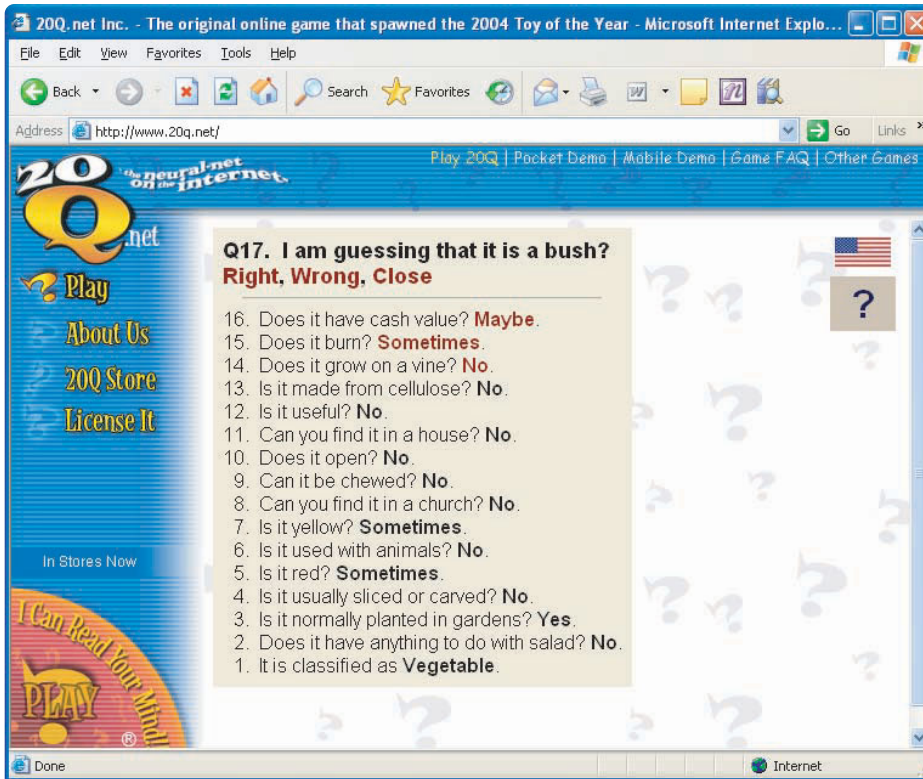 20Q.net Inc. - The original online game that spawned the 2004 Toy of the Year - Microsoft Internet Explo...
File Edit View Favorites Tools Help
Back Search Favorites
Address http://www.20q.net/ Go Links »
20Q.net the neural-net on the internet.
Play 20Q | Pocket Demo | Mobile Demo | Game FAQ | Other Games
Play
About Us
20Q Store
License It
In Stores Now
I Can Read Your Mind!
PLAY
®
Q17. I am guessing that it is a bush?
Right, Wrong, Close
16. Does it have cash value? Maybe.
15. Does it burn? Sometimes.
14. Does it grow on a vine? No.
13. Is it made from cellulose? No.
12. Is it useful? No.
11. Can you find it in a house? No.
10. Does it open? No.
9. Can it be chewed? No.
8. Can you find it in a church? No.
7. Is it yellow? Sometimes.
6. Is it used with animals? No.
5. Is it red? Sometimes.
4. Is it usually sliced or carved? No.
3. Is it normally planted in gardens? Yes.
2. Does it have anything to do with salad? No.
1. It is classified as Vegetable.
?
Done Internet